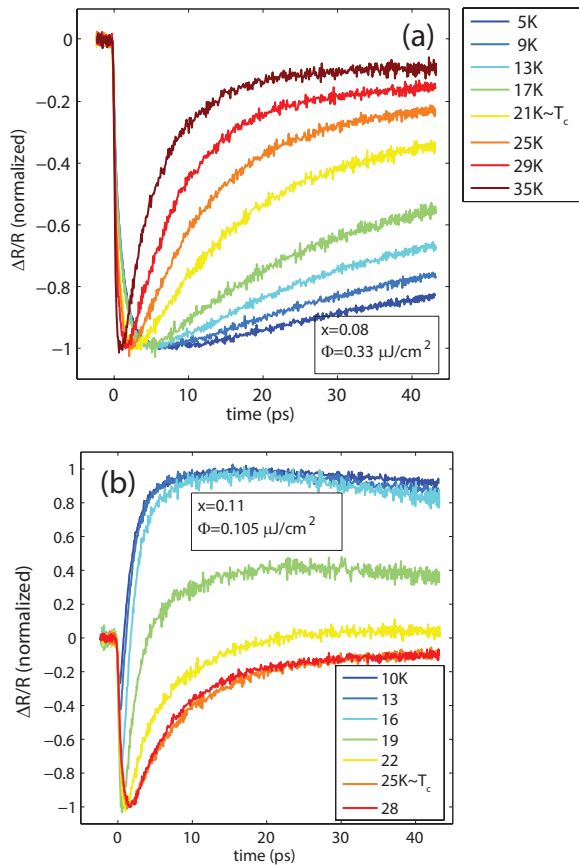 (a)
0
−0.2
−0.4
−0.6
−0.8
−1
ΔR/R (normalized)
x=0.08
Φ=0.33 μJ/cm²
0
10
20
30
40
time (ps)
5K
9K
13K
17K
21K~T_c
25K
29K
35K
(b)
1
0.8
0.6
0.4
0.2
0
−0.2
−0.4
−0.6
−0.8
−1
ΔR/R (normalized)
x=0.11
Φ=0.105 μJ/cm²
10K
13
16
19
22
25K~T_c
28
0
10
20
30
40
time (ps)